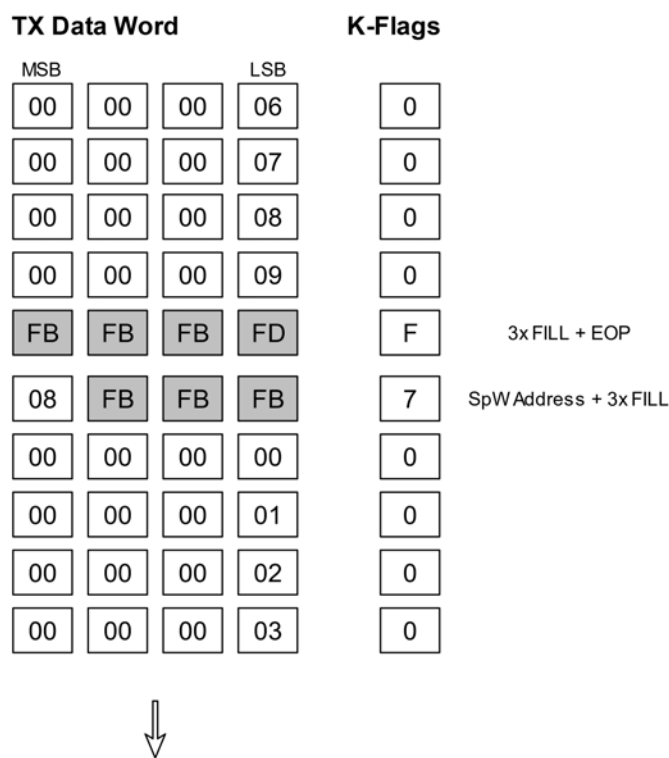 TX Data Word K-Flags
MSB LSB
00 00 00 06 0
00 00 00 07 0
00 00 00 08 0
00 00 00 09 0
FB FB FB FD F 3x FILL + EOP
08 FB FB FB 7 SpW Address + 3x FILL
00 00 00 00 0
00 00 00 01 0
00 00 00 02 0
00 00 00 03 0